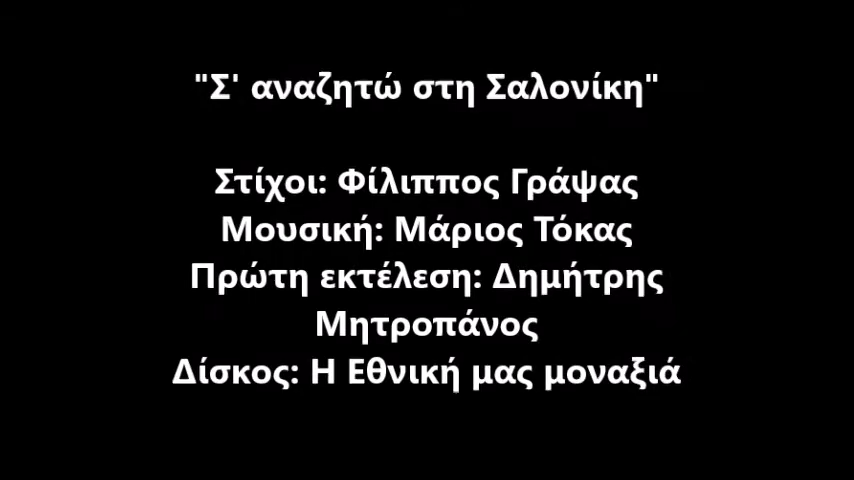 "Σ' αναζητώ στη Σαλονίκη"
Στίχοι: Φίλιππος Γράψας
Μουσική: Μάριος Τόκας
Πρώτη εκτέλεση: Δημήτρης
Μητροπάνος
Δίσκος: Η Εθνική μας μοναξιά